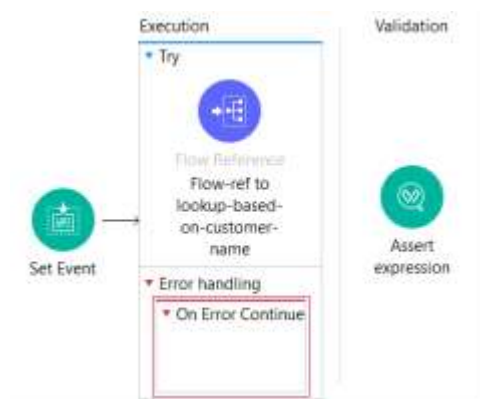 Execution
Validation
Try
Flow Reference
Flow-ref to
lookup-based-
on-customer-
name
Set Event
SET
Assert
expression
Error handling
On Error Continue